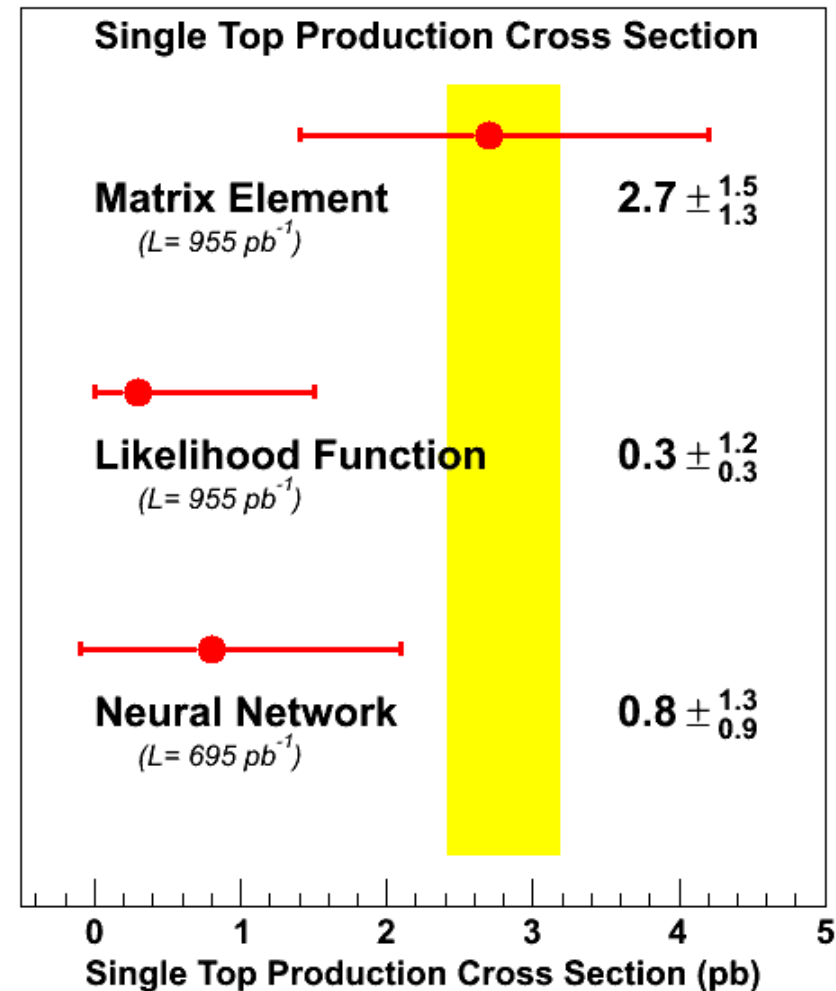 Single Top Production Cross Section
Matrix Element
2.7 ± 1.5 1.3
(L= 955 pb-1)
Likelihood Function
0.3 ± 1.2 0.3
(L= 955 pb-1)
Neural Network
0.8 ± 1.3 0.9
(L= 695 pb-1)
0 1 2 3 4 5
Single Top Production Cross Section (pb)